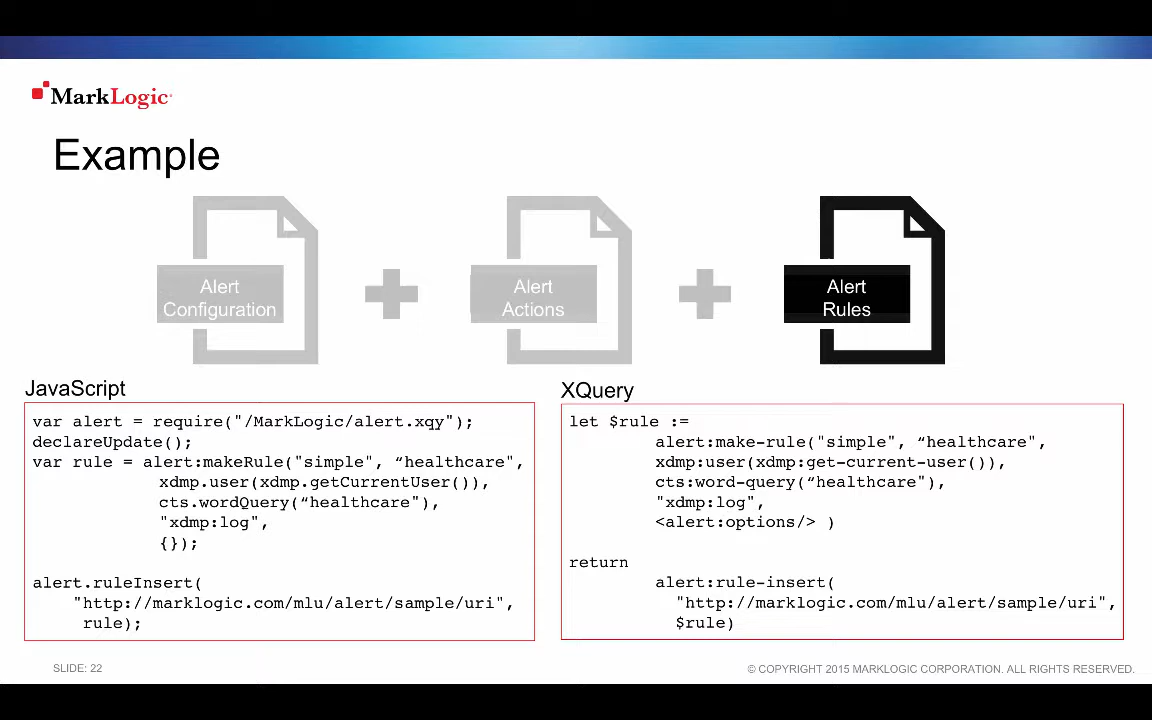 MarkLogic
Example
Alert
Configuration
Alert
Actions
Alert
Rules
JavaScript
var alert = require("/MarkLogic/alert.xqy");
declareUpdate();
var rule = alert:makeRule("simple", “healthcare",
xdmp.user(xdmp.getCurrentUser()),
cts.wordQuery(“healthcare"),
"xdmp:log",
{});
alert.ruleInsert(
"http://marklogic.com/mlu/alert/sample/uri",
rule);
XQuery
let $rule :=
alert:make-rule("simple", “healthcare",
xdmp:user(xdmp:get-current-user()),
cts:word-query(“healthcare"),
"xdmp:log",
<alert:options/> )
return
alert:rule-insert(
"http://marklogic.com/mlu/alert/sample/uri",
$rule)
SLIDE: 22
© COPYRIGHT 2015 MARKLOGIC CORPORATION. ALL RIGHTS RESERVED.